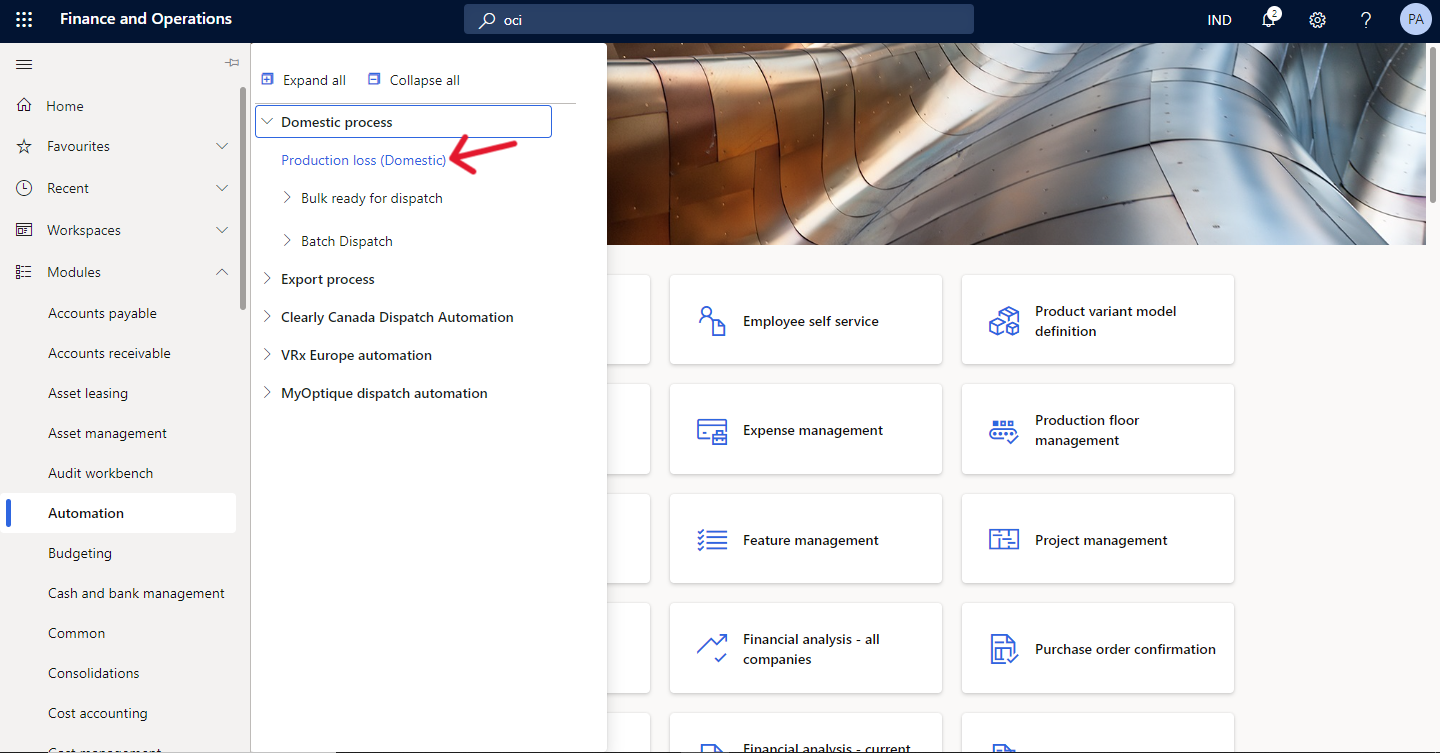 Finance and Operations
oci
IND
2
?
PA
Expand all
Collapse all
Home
Favourites
Recent
Workspaces
Modules
Accounts payable
Accounts receivable
Asset leasing
Asset management
Audit workbench
Automation
Budgeting
Cash and bank management
Common
Consolidations
Cost accounting
Cost management
Domestic process
Production loss (Domestic)
Bulk ready for dispatch
Batch Dispatch
Export process
Clearly Canada Dispatch Automation
VRx Europe automation
MyOptique dispatch automation
Employee self service
Product variant model
definition
Expense management
Production floor
management
Feature management
Project management
Financial analysis - all
companies
Purchase order confirmation
Financial analysis - current